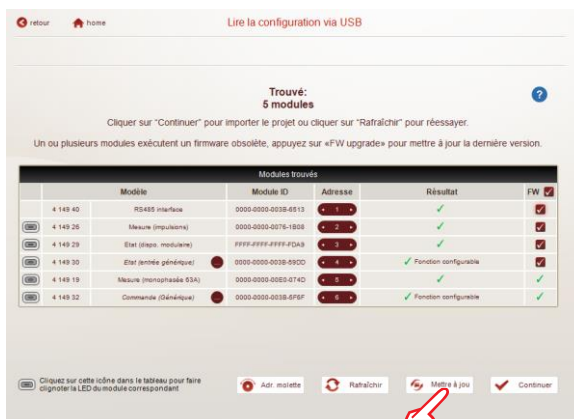 retour
home
Lire la configuration via USB
Trouvé:
5 modules
?
Cliquer sur "Continuer" pour importer le projet ou cliquer sur "Rafraîchir" pour réessayer.
Un ou plusieurs modules exécutent un firmware obsolète, appuyez sur «FW upgrade» pour mettre à jour la dernière version.
Modules trouvés
Modèle Module ID Adresse Résultat FW
4 149 40 RS485 interface 0000-0000-003B-6513 1
4 149 26 Mesure (impulsions) 0000-0000-0076-1B08 2
4 149 29 Etat (dispo. modulaire) FFFF-FFFF-FFFF-FDA9 3
4 149 30 Etat (entrée générique) ... 0000-0000-003B-59DD 4 Fonction configurable
4 149 19 Mesure (monophasée 63A) 0000-0000-00E0-074D 5
4 149 32 Commande (Générique) ... 0000-0000-003B-5F6F 6 Fonction configurable
Cliquez sur cette icône dans le tableau pour faire
clignoter la LED du module correspondant
Adr. molette
Rafraîchir
Mettre à jou
Continuer